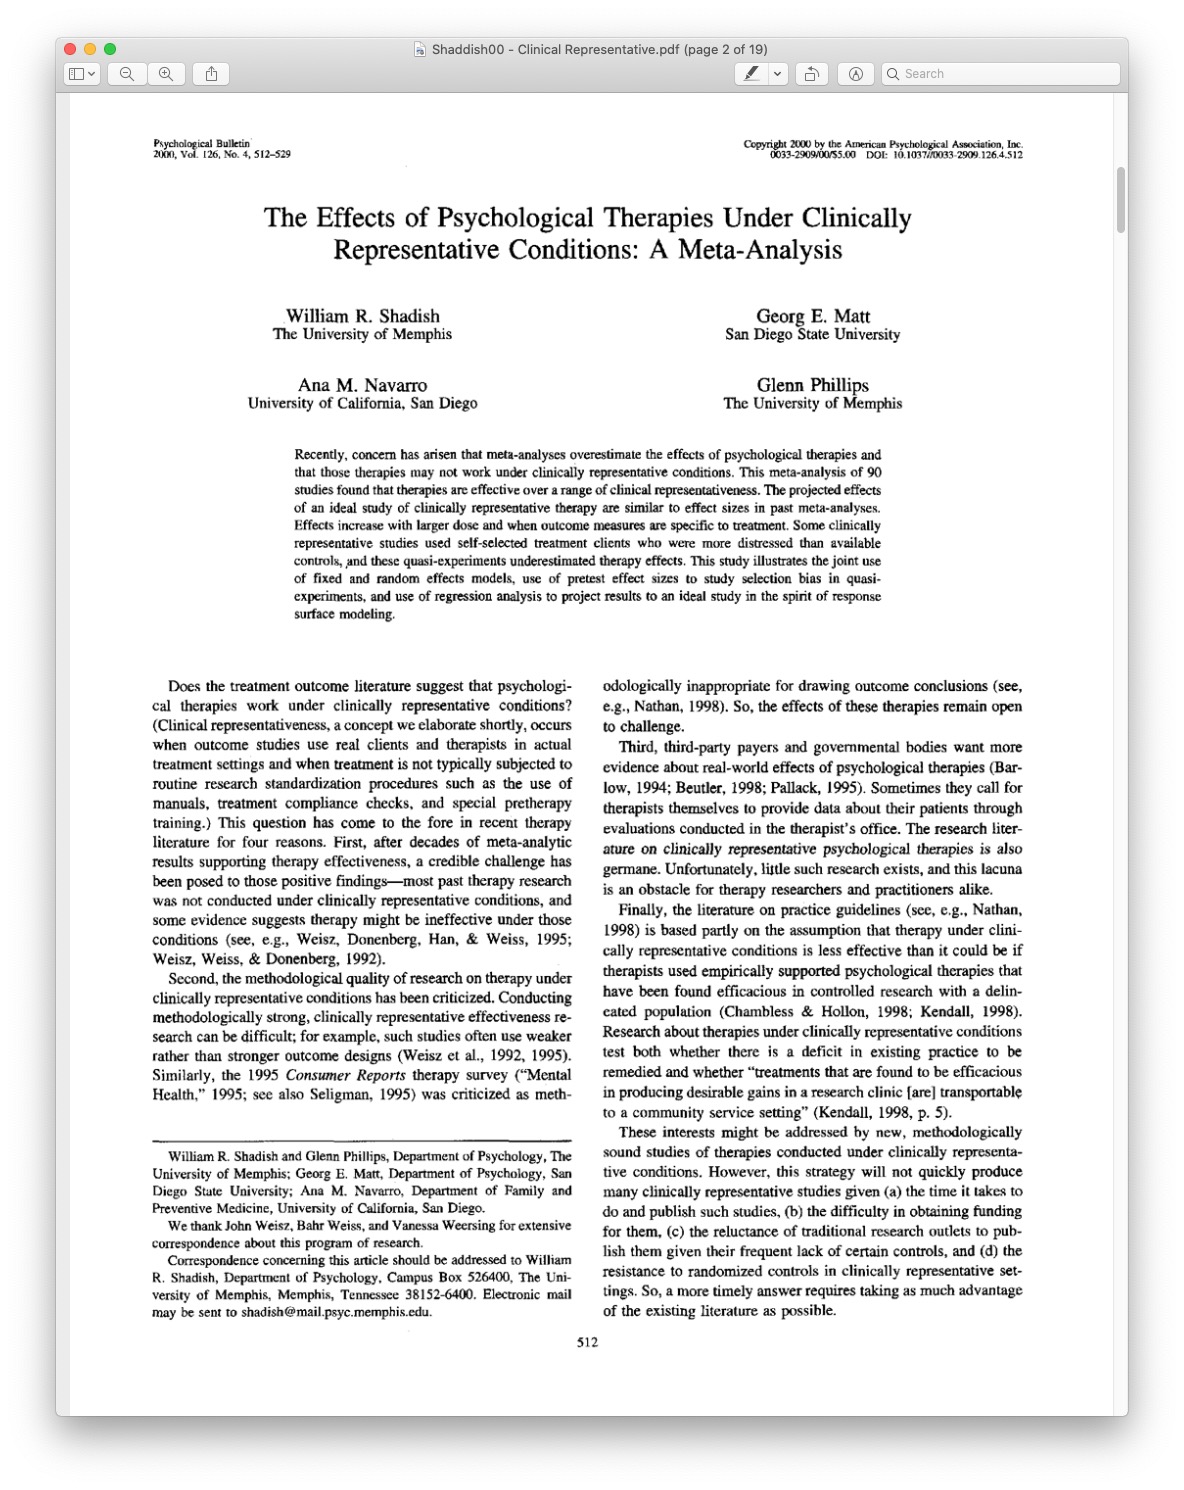 Shaddish00 - Clinical Representative.pdf (page 2 of 19)
Search
Psychological Bulletin
2000, Vol. 126, No. 4, 512–529
Copyright 2000 by the American Psychological Association, Inc.
0033-2909/00/$5.00 DOI: 10.1037//0033-2909.126.4.512
The Effects of Psychological Therapies Under Clinically
Representative Conditions: A Meta-Analysis
William R. Shadish
The University of Memphis
Georg E. Matt
San Diego State University
Ana M. Navarro
University of California, San Diego
Glenn Phillips
The University of Memphis
Recently, concern has arisen that meta-analyses overestimate the effects of psychological therapies and
that those therapies may not work under clinically representative conditions. This meta-analysis of 90
studies found that therapies are effective over a range of clinical representativeness. The projected effects
of an ideal study of clinically representative therapy are similar to effect sizes in past meta-analyses.
Effects increase with larger dose and when outcome measures are specific to treatment. Some clinically
representative studies used self-selected treatment clients who were more distressed than available
controls, and these quasi-experiments underestimated therapy effects. This study illustrates the joint use
of fixed and random effects models, use of pretest effect sizes to study selection bias in quasi-
experiments, and use of regression analysis to project results to an ideal study in the spirit of response
surface modeling.
Does the treatment outcome literature suggest that psychologi-
cal therapies work under clinically representative conditions?
(Clinical representativeness, a concept we elaborate shortly, occurs
when outcome studies use real clients and therapists in actual
treatment settings and when treatment is not typically subjected to
routine research standardization procedures such as the use of
manuals, treatment compliance checks, and special pretherapy
training.) This question has come to the fore in recent therapy
literature for four reasons. First, after decades of meta-analytic
results supporting therapy effectiveness, a credible challenge has
been posed to those positive findings—most past therapy research
was not conducted under clinically representative conditions, and
some evidence suggests therapy might be ineffective under those
conditions (see, e.g., Weisz, Donenberg, Han, & Weiss, 1995;
Weisz, Weiss, & Donenberg, 1992).
Second, the methodological quality of research on therapy under
clinically representative conditions has been criticized. Conducting
methodologically strong, clinically representative effectiveness re-
search can be difficult; for example, such studies often use weaker
rather than stronger outcome designs (Weisz et al., 1992, 1995).
Similarly, the 1995 Consumer Reports therapy survey (“Mental
Health,” 1995; see also Seligman, 1995) was criticized as meth-
William R. Shadish and Glenn Phillips, Department of Psychology, The
University of Memphis; Georg E. Matt, Department of Psychology, San
Diego State University; Ana M. Navarro, Department of Family and
Preventive Medicine, University of California, San Diego.
We thank John Weisz, Bahr Weiss, and Vanessa Weersing for extensive
correspondence about this program of research.
Correspondence concerning this article should be addressed to William
R. Shadish, Department of Psychology, Campus Box 526400, The Uni-
versity of Memphis, Memphis, Tennessee 38152-6400. Electronic mail
may be sent to shadish@mail.psyc.memphis.edu.
odologically inappropriate for drawing outcome conclusions (see,
e.g., Nathan, 1998). So, the effects of these therapies remain open
to challenge.
Third, third-party payers and governmental bodies want more
evidence about real-world effects of psychological therapies (Bar-
low, 1994; Beutler, 1998; Pallack, 1995). Sometimes they call for
therapists themselves to provide data about their patients through
evaluations conducted in the therapist’s office. The research liter-
ature on clinically representative psychological therapies is also
germane. Unfortunately, little such research exists, and this lacuna
is an obstacle for therapy researchers and practitioners alike.
Finally, the literature on practice guidelines (see, e.g., Nathan,
1998) is based partly on the assumption that therapy under clini-
cally representative conditions is less effective than it could be if
therapists used empirically supported psychological therapies that
have been found efficacious in controlled research with a delin-
eated population (Chambless & Hollon, 1998; Kendall, 1998).
Research about therapies under clinically representative conditions
test both whether there is a deficit in existing practice to be
remedied and whether “treatments that are found to be efficacious
in producing desirable gains in a research clinic [are] transportable
to a community service setting” (Kendall, 1998, p. 5).
These interests might be addressed by new, methodologically
sound studies of therapies conducted under clinically representa-
tive conditions. However, this strategy will not quickly produce
many clinically representative studies given (a) the time it takes to
do and publish such studies, (b) the difficulty in obtaining funding
for them, (c) the reluctance of traditional research outlets to pub-
lish them given their frequent lack of certain controls, and (d) the
resistance to randomized controls in clinically representative set-
tings. So, a more timely answer requires taking as much advantage
of the existing literature as possible.
512